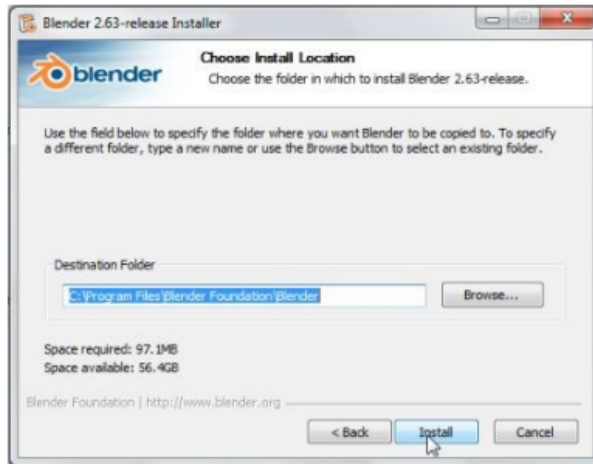 Blender 2.63-release Installer
blender
Choose Install Location
Choose the folder in which to install Blender 2.63-release.
Use the field below to specify the folder where you want Blender to be copied to. To specify
a different folder, type a new name or use the Browse button to select an existing folder.
Destination Folder
C:\Program Files\Blender Foundation\Blender
Browse...
Space required: 97.1MB
Space available: 56.4GB
Blender Foundation | http://www.blender.org
< Back
Install
Cancel